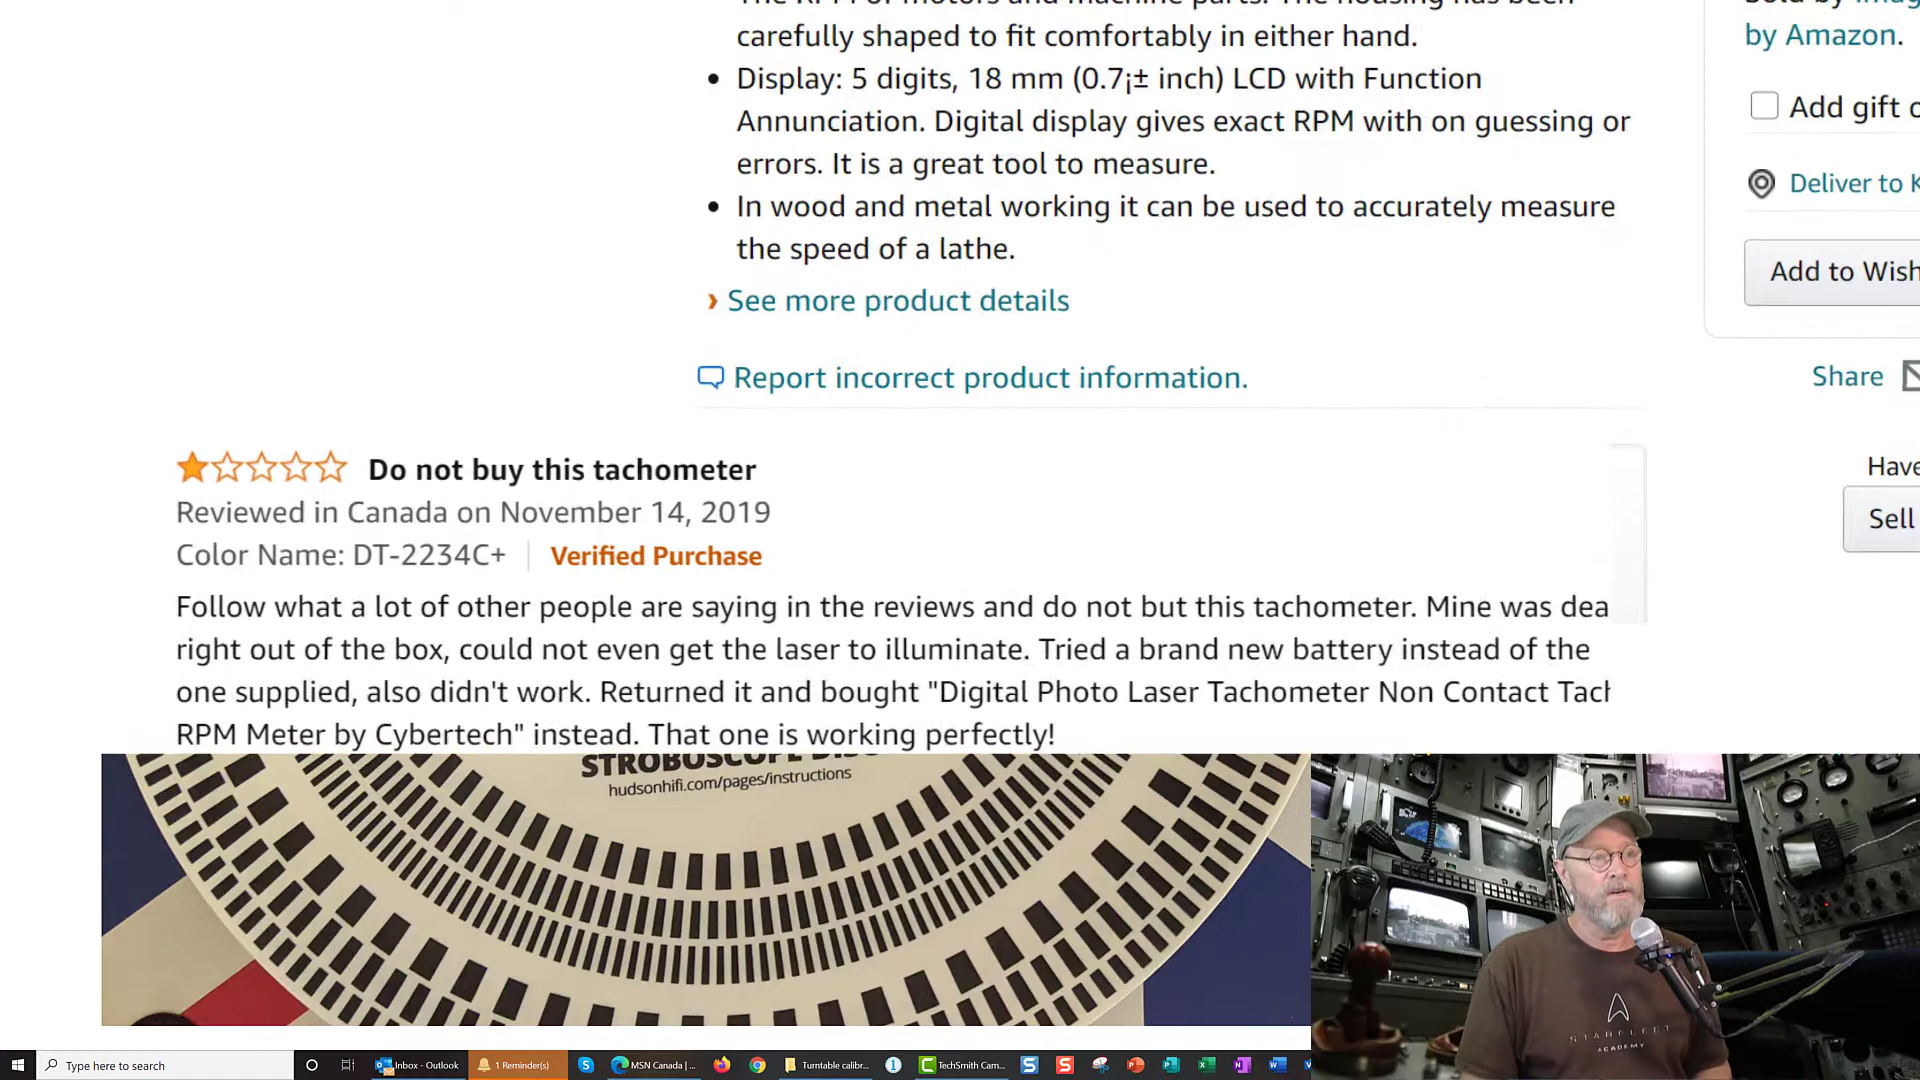 carefully shaped to fit comfortably in either hand.
Display: 5 digits, 18 mm (0.7¡± inch) LCD with Function
Annunciation. Digital display gives exact RPM with on guessing or
errors. It is a great tool to measure.
In wood and metal working it can be used to accurately measure
the speed of a lathe.
› See more product details
Report incorrect product information.
by Amazon.
Add gift o
Deliver to K
Add to Wish
Share
Have
Sell
Do not buy this tachometer
Reviewed in Canada on November 14, 2019
Color Name: DT-2234C+ | Verified Purchase
Follow what a lot of other people are saying in the reviews and do not but this tachometer. Mine was dea
right out of the box, could not even get the laser to illuminate. Tried a brand new battery instead of the
one supplied, also didn't work. Returned it and bought "Digital Photo Laser Tachometer Non Contact Tach
RPM Meter by Cybertech" instead. That one is working perfectly!
STROBOSCOPE DISC
hudsonhifi.com/pages/instructions
STARFLEET
ACADEMY
Type here to search
Inbox - Outlook
1 Reminder(s)
MSN Canada | ...
Turntable calibr...
TechSmith Cam...